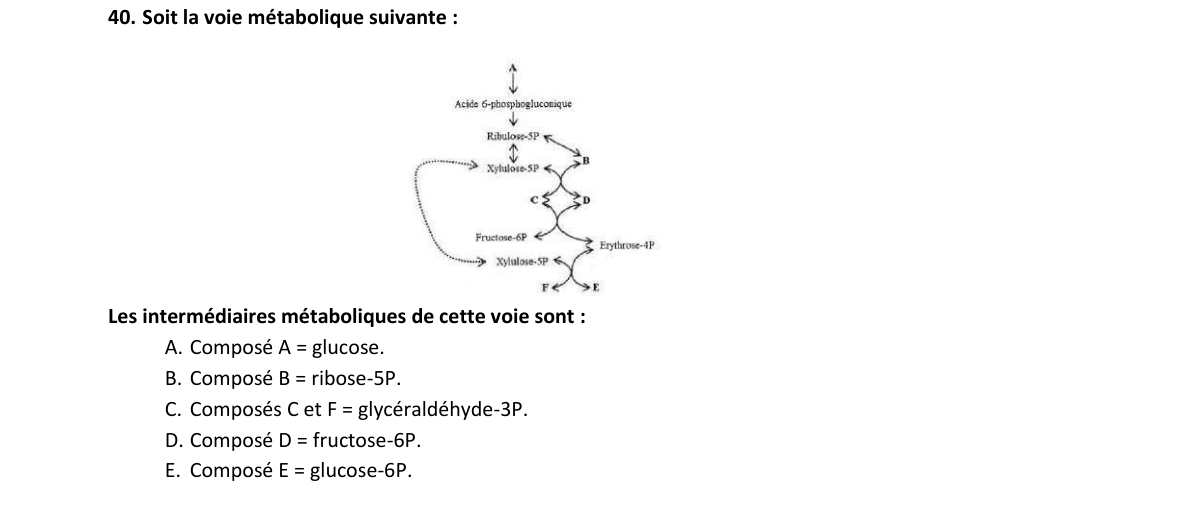 40. Soit la voie métabolique suivante :
A
Acide 6-phosphogluconique
Ribulose-5P
B
Xylulose-5P
C D
Fructose-6P
Erythrose-4P
Xylulose-5P
F E
Les intermédiaires métaboliques de cette voie sont :
A. Composé A = glucose.
B. Composé B = ribose-5P.
C. Composés C et F = glycéraldéhyde-3P.
D. Composé D = fructose-6P.
E. Composé E = glucose-6P.